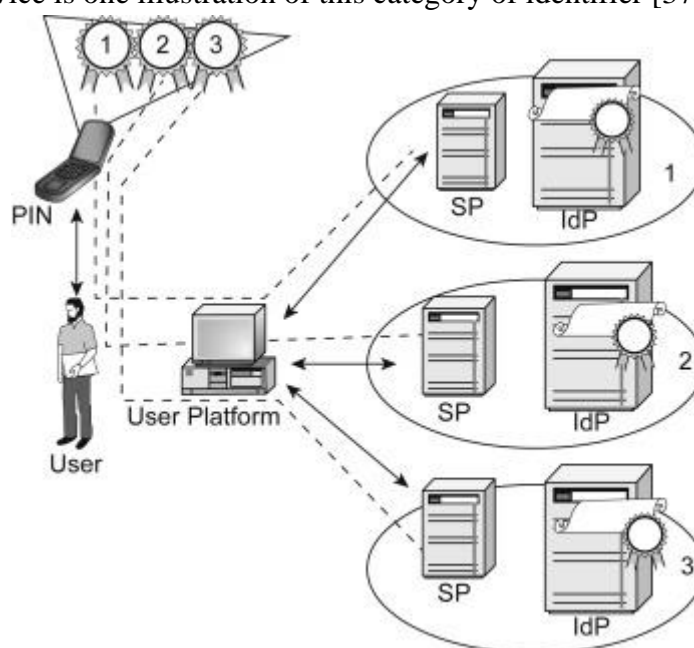 vice is one illustration of this category of identifier [37
1 2 3
PIN
SP
IdP
1
SP
IdP
2
User Platform
User
SP
IdP
3